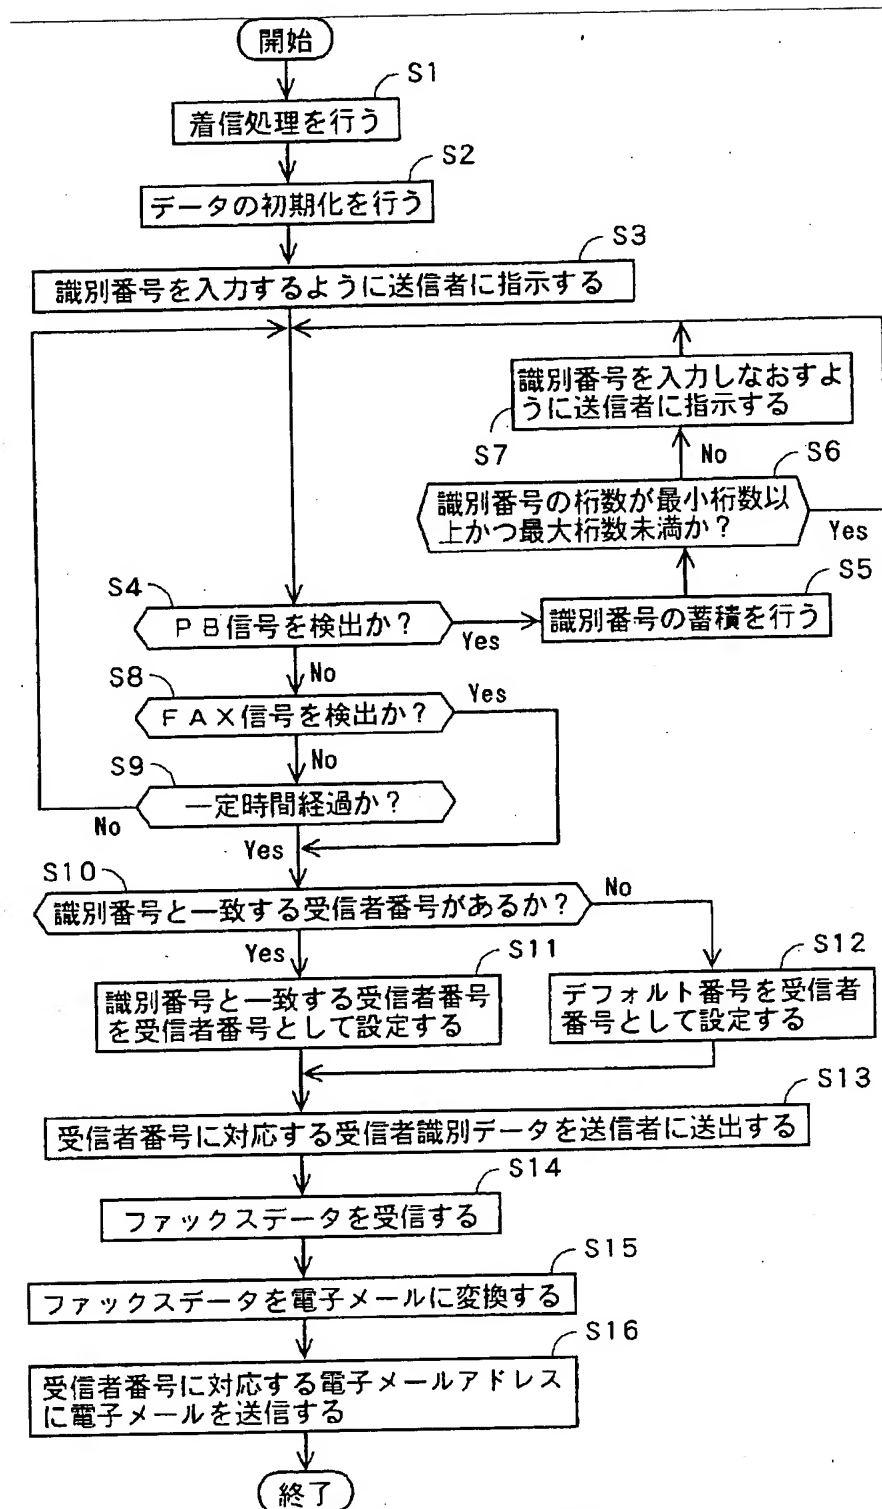 開始
S1
着信処理を行う
S2
データの初期化を行う
S3
識別番号を入力するように送信者に指示する
識別番号を入力しなおすよ
うに送信者に指示する
S7
No
S6
識別番号の桁数が最小桁数以
上かつ最大桁数未満か?
Yes
S4
PB信号を検出か?
Yes
S5
識別番号の蓄積を行う
No
S8
FAX信号を検出か?
Yes
No
S9
一定時間経過か?
No
Yes
S10
識別番号と一致する受信者番号があるか?
No
Yes
S11
識別番号と一致する受信者番号
を受信者番号として設定する
S12
デフォルト番号を受信者
番号として設定する
S13
受信者番号に対応する受信者識別データを送信者に送出する
S14
ファックスデータを受信する
S15
ファックスデータを電子メールに変換する
S16
受信者番号に対応する電子メールアドレス
に電子メールを送信する
終了